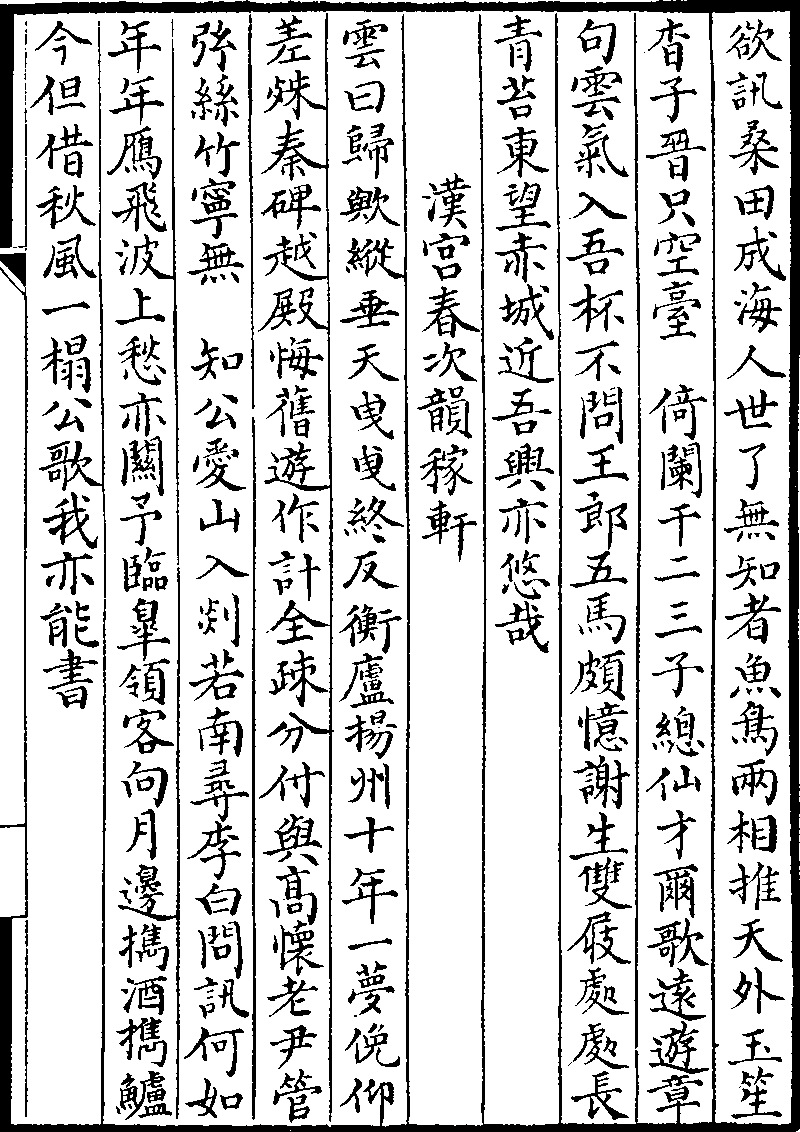 欲訊桑田成海人世了無知者魚鳥兩相推天外玉笙
杳子晉只空臺　倚闌干二三子總仙才爾歌遠遊章
句雲氣入吾杯不問王郎五馬頗憶謝生雙屐處處長
青苔東望赤城近吾興亦悠哉
漢宮春次韻稼軒
雲曰歸歟縱垂天曳曳終反衡廬揚州十年一夢俛仰
差殊秦碑越殿悔舊遊作計全疎分付與高懷老尹管
弦絲竹寧無　知公愛山入剡若南尋李白問訊何如
年年鴈飛波上愁亦關予臨皐領客向月邊擕酒擕鱸
今但借秋風一榻公歌我亦能書